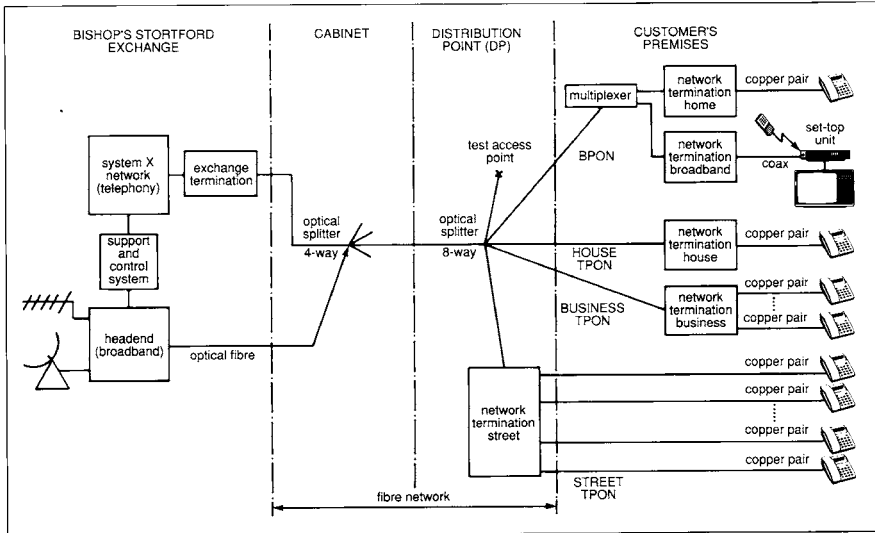 BISHOP'S STORTFORD
EXCHANGE
CABINET
DISTRIBUTION
POINT (DP)
CUSTOMER'S
PREMISES
system X
network
(telephony)
exchange
termination
support
and
control
system
headend
(broadband)
optical fibre
optical
splitter
4-way
optical
splitter
8-way
test access
point
multiplexer
BPON
network
termination
home
copper pair
network
termination
broadband
coax
set-top
unit
HOUSE
TPON
network
termination
house
copper pair
BUSINESS
TPON
network
termination
business
copper pair
copper pair
network
termination
street
copper pair
copper pair
copper pair
copper pair
STREET
TPON
fibre network